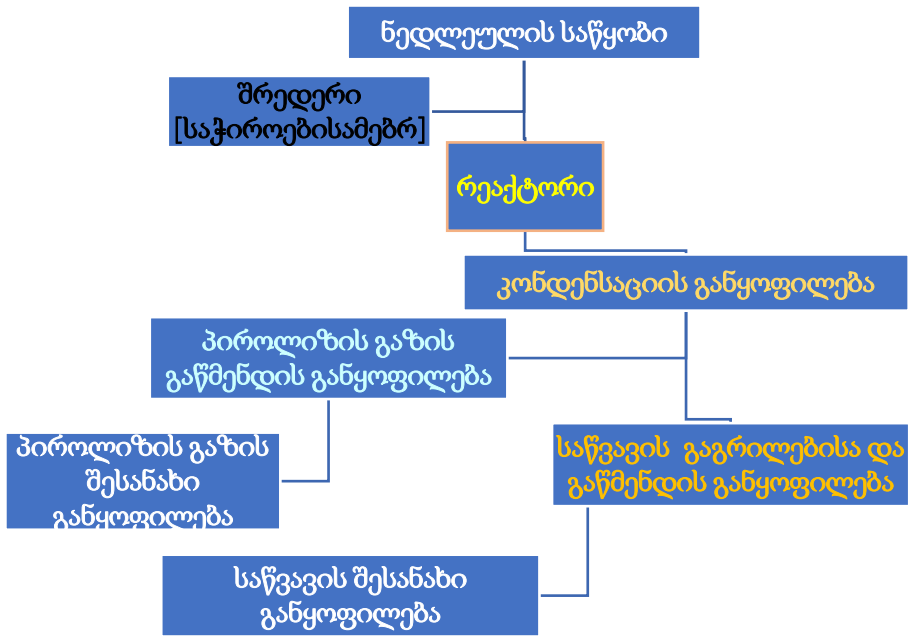 ნედლეულის საწყობი
შრედერი
[საჭიროებისამებრ]
რეაქტორი
კონდენსაციის განყოფილება
პიროლიზის გაზის
გაწმენდის განყოფილება
პიროლიზის გაზის
შესანახი
განყოფილება
საწვავის გაგრილებისა და
გაწმენდის განყოფილება
საწვავის შესანახი
განყოფილება